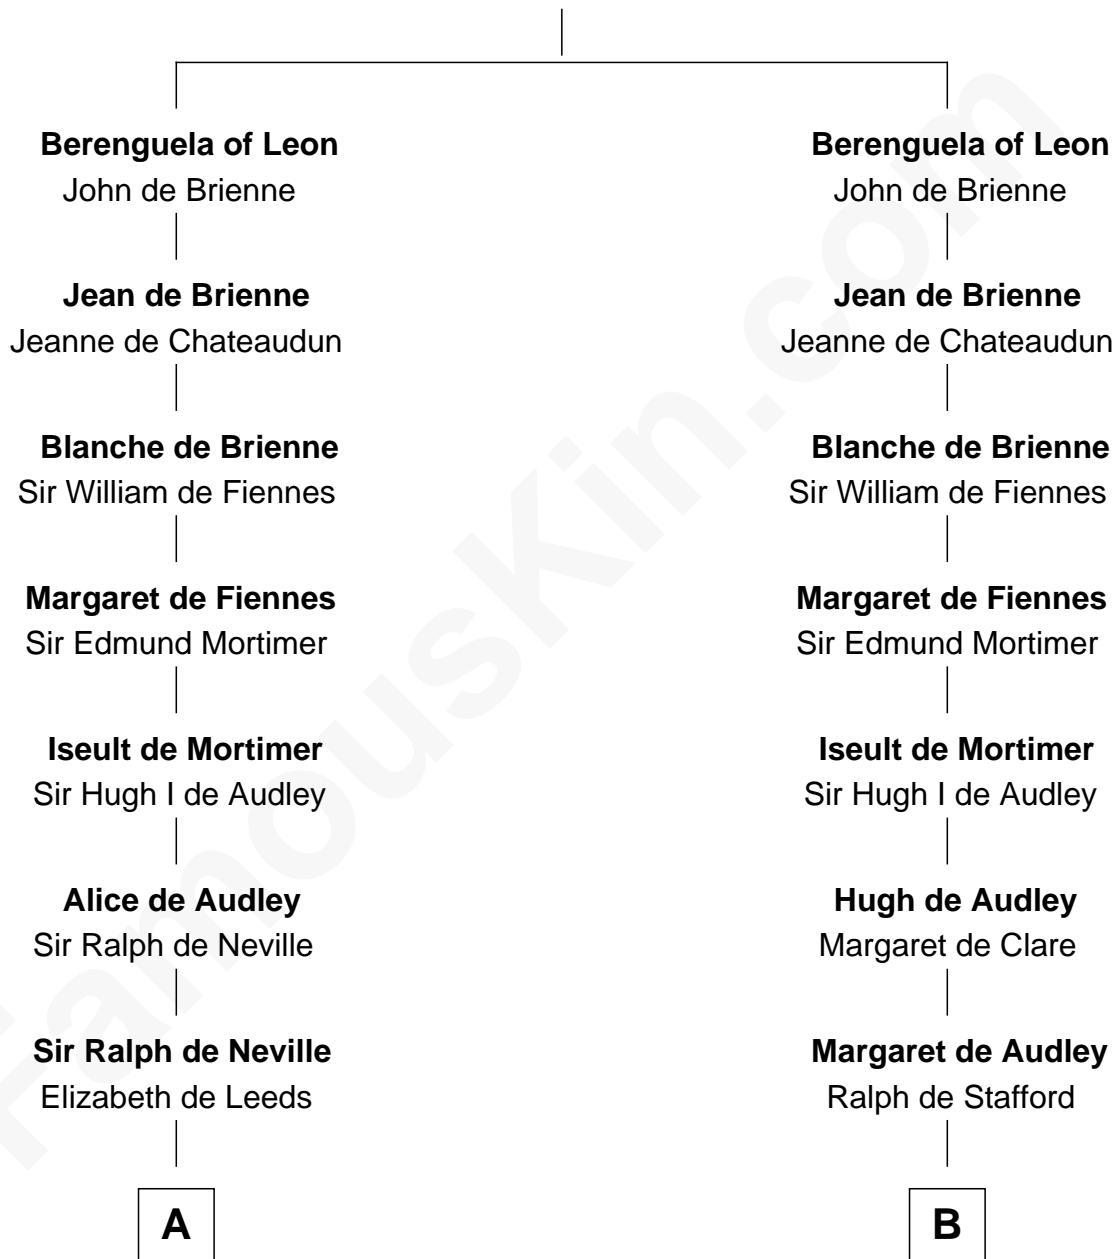 Berenguela of Leon
John de Brienne
Jean de Brienne
Jeanne de Chateaudun
Blanche de Brienne
Sir William de Fiennes
Margaret de Fiennes
Sir Edmund Mortimer
Iseult de Mortimer
Sir Hugh I de Audley
Alice de Audley
Sir Ralph de Neville
Sir Ralph de Neville
Elizabeth de Leeds
A
Berenguela of Leon
John de Brienne
Jean de Brienne
Jeanne de Chateaudun
Blanche de Brienne
Sir William de Fiennes
Margaret de Fiennes
Sir Edmund Mortimer
Iseult de Mortimer
Sir Hugh I de Audley
Hugh de Audley
Margaret de Clare
Margaret de Audley
Ralph de Stafford
B
FamousKin.com